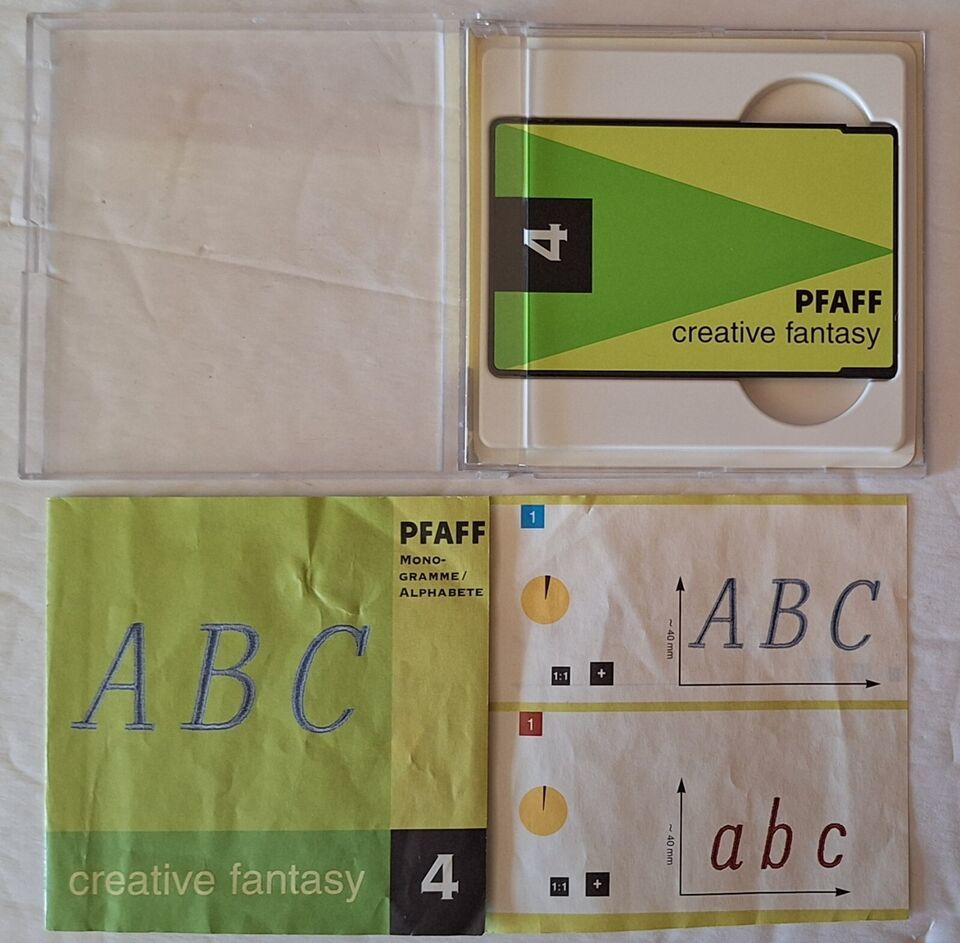 4
PFAFF
creative fantasy
PFAFF
MONO-
GRAMME/
ALPHABETE
ABC
creative fantasy
4
1
~ 40 mm
ABC
1:1
+
1
~ 40 mm
abc
1:1
+